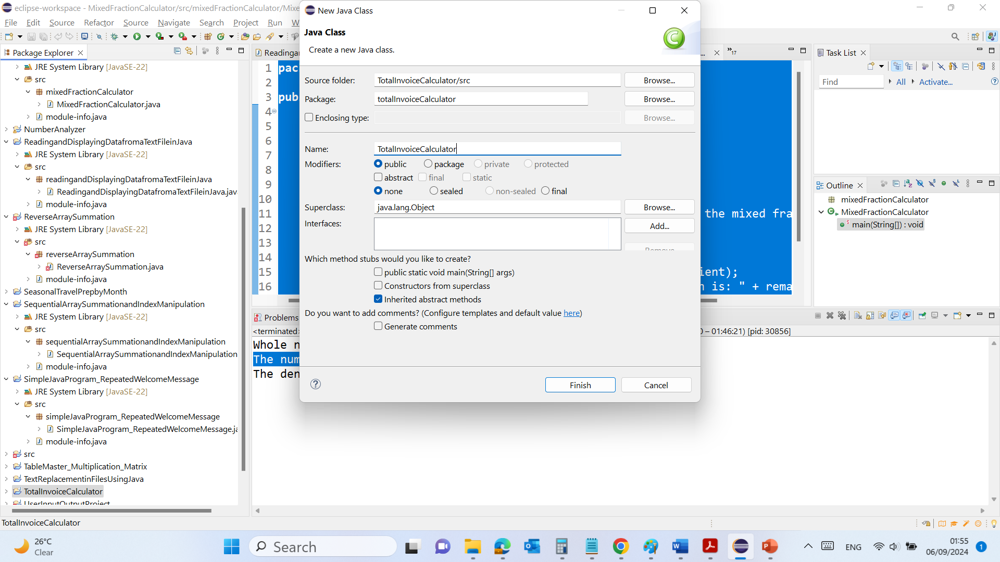 eclipse-workspace - MixedFractionCalculator/src/mixedFractionCalculator/Mixe
File Edit Source Refactor Source Navigate Search Project Run W
Package Explorer
JRE System Library [JavaSE-22]
src
mixedFractionCalculator
MixedFractionCalculator.java
module-info.java
NumberAnalyzer
ReadingandDisplayingDatafromaTextFileinJava
JRE System Library [JavaSE-22]
src
readingandDisplayingDatafromaTextFileinJava
ReadingandDisplayingDatafromaTextFileinJava.jav
module-info.java
ReverseArraySummation
JRE System Library [JavaSE-22]
src
reverseArraySummation
ReverseArraySummation.java
module-info.java
SeasonalTravelPrepbyMonth
SequentialArraySummationandIndexManipulation
JRE System Library [JavaSE-22]
src
sequentialArraySummationandIndexManipulation
SequentialArraySummationandIndexManipulation
module-info.java
SimpleJavaProgram_RepeatedWelcomeMessage
JRE System Library [JavaSE-22]
src
simpleJavaProgram_RepeatedWelcomeMessage
SimpleJavaProgram_RepeatedWelcomeMessage.ja
module-info.java
src
TableMaster_Multiplication_Matrix
TextReplacementinFilesUsingJava
TotalInvoiceCalculator
UserInputOutputProject
TotalInvoiceCalculator
Readingar
... 17
1 pac
2
3 pub
4
5
6
7
8
9
10
11 the mixed fra
12
13
14
15 ient);
16 n is: " + rema
Problems
<terminated> 0 – 01:46:21) [pid: 30856]
Whole n
The num
The den
New Java Class
Java Class
Create a new Java class.
Source folder: TotalInvoiceCalculator/src Browse...
Package: totalInvoiceCalculator Browse...
Enclosing type: Browse...
Name: TotalInvoiceCalculator
Modifiers: public package private protected
abstract final static
none sealed non-sealed final
Superclass: java.lang.Object Browse...
Interfaces: Add...
Remove
Which method stubs would you like to create?
public static void main(String[] args)
Constructors from superclass
Inherited abstract methods
Do you want to add comments? (Configure templates and default value here)
Generate comments
Finish Cancel
Task List
Find All Activate...
Outline
mixedFractionCalculator
MixedFractionCalculator
main(String[]) : void
26°C
Clear
Search
ENG
01:55
06/09/2024
1